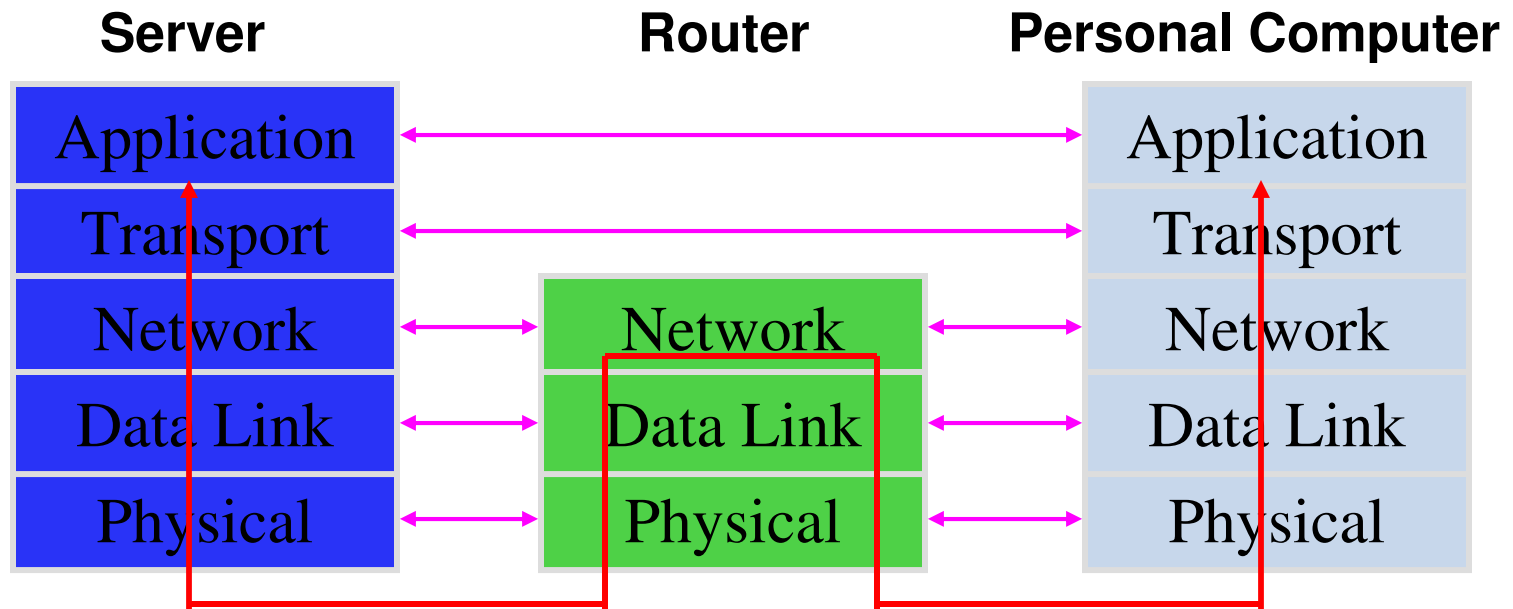 Server
Router
Personal Computer
Application
Application
Transport
Transport
Network
Network
Network
Data Link
Data Link
Data Link
Physical
Physical
Physical